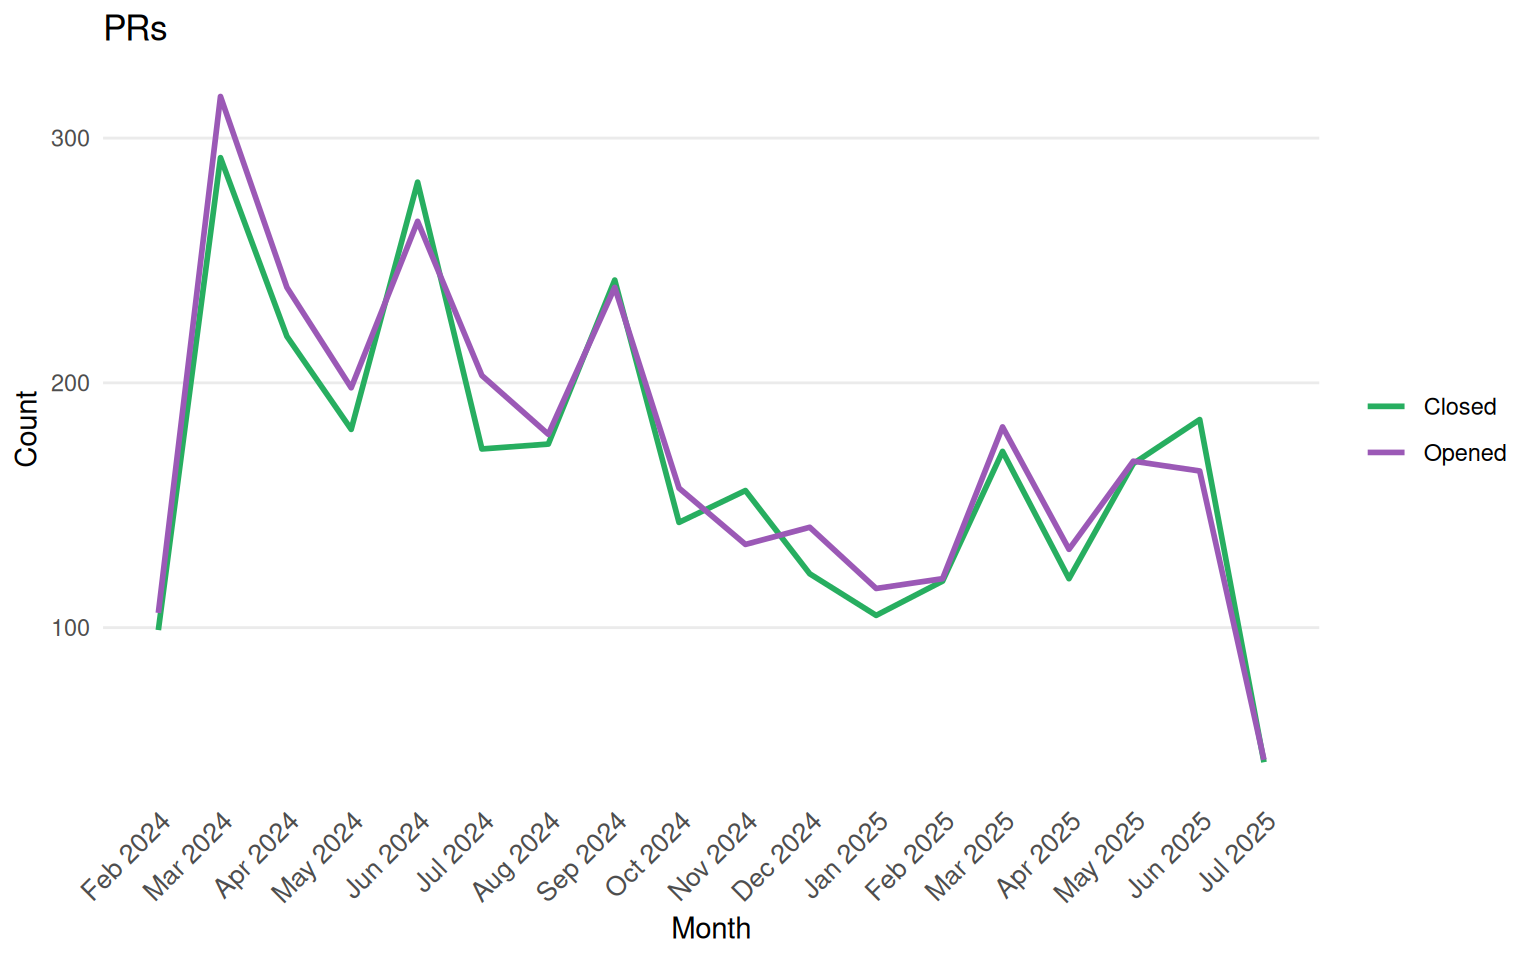 PRs
300
200
100
Count
Closed
Opened
Feb 2024
Mar 2024
Apr 2024
May 2024
Jun 2024
Jul 2024
Aug 2024
Sep 2024
Oct 2024
Nov 2024
Dec 2024
Jan 2025
Feb 2025
Mar 2025
Apr 2025
May 2025
Jun 2025
Jul 2025
Month